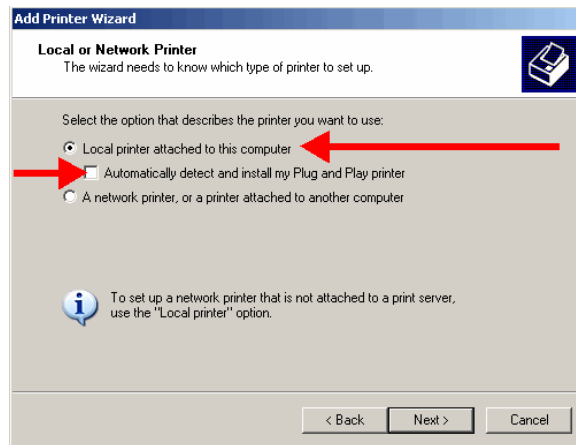 Add Printer Wizard
Local or Network Printer
The wizard needs to know which type of printer to set up.
Select the option that describes the printer you want to use:
Local printer attached to this computer
Automatically detect and install my Plug and Play printer
A network printer, or a printer attached to another computer
To set up a network printer that is not attached to a print server,
use the "Local printer" option.
< Back
Next >
Cancel